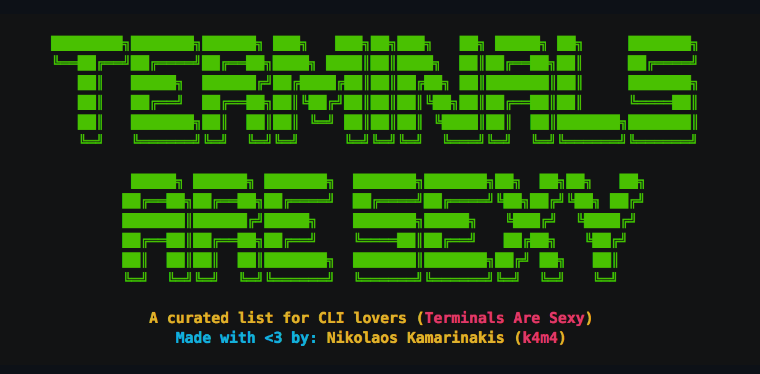 TERMINALS
ARE SEXY
A curated list for CLI lovers (Terminals Are Sexy)
Made with <3 by: Nikolaos Kamarinakis (k4m4)